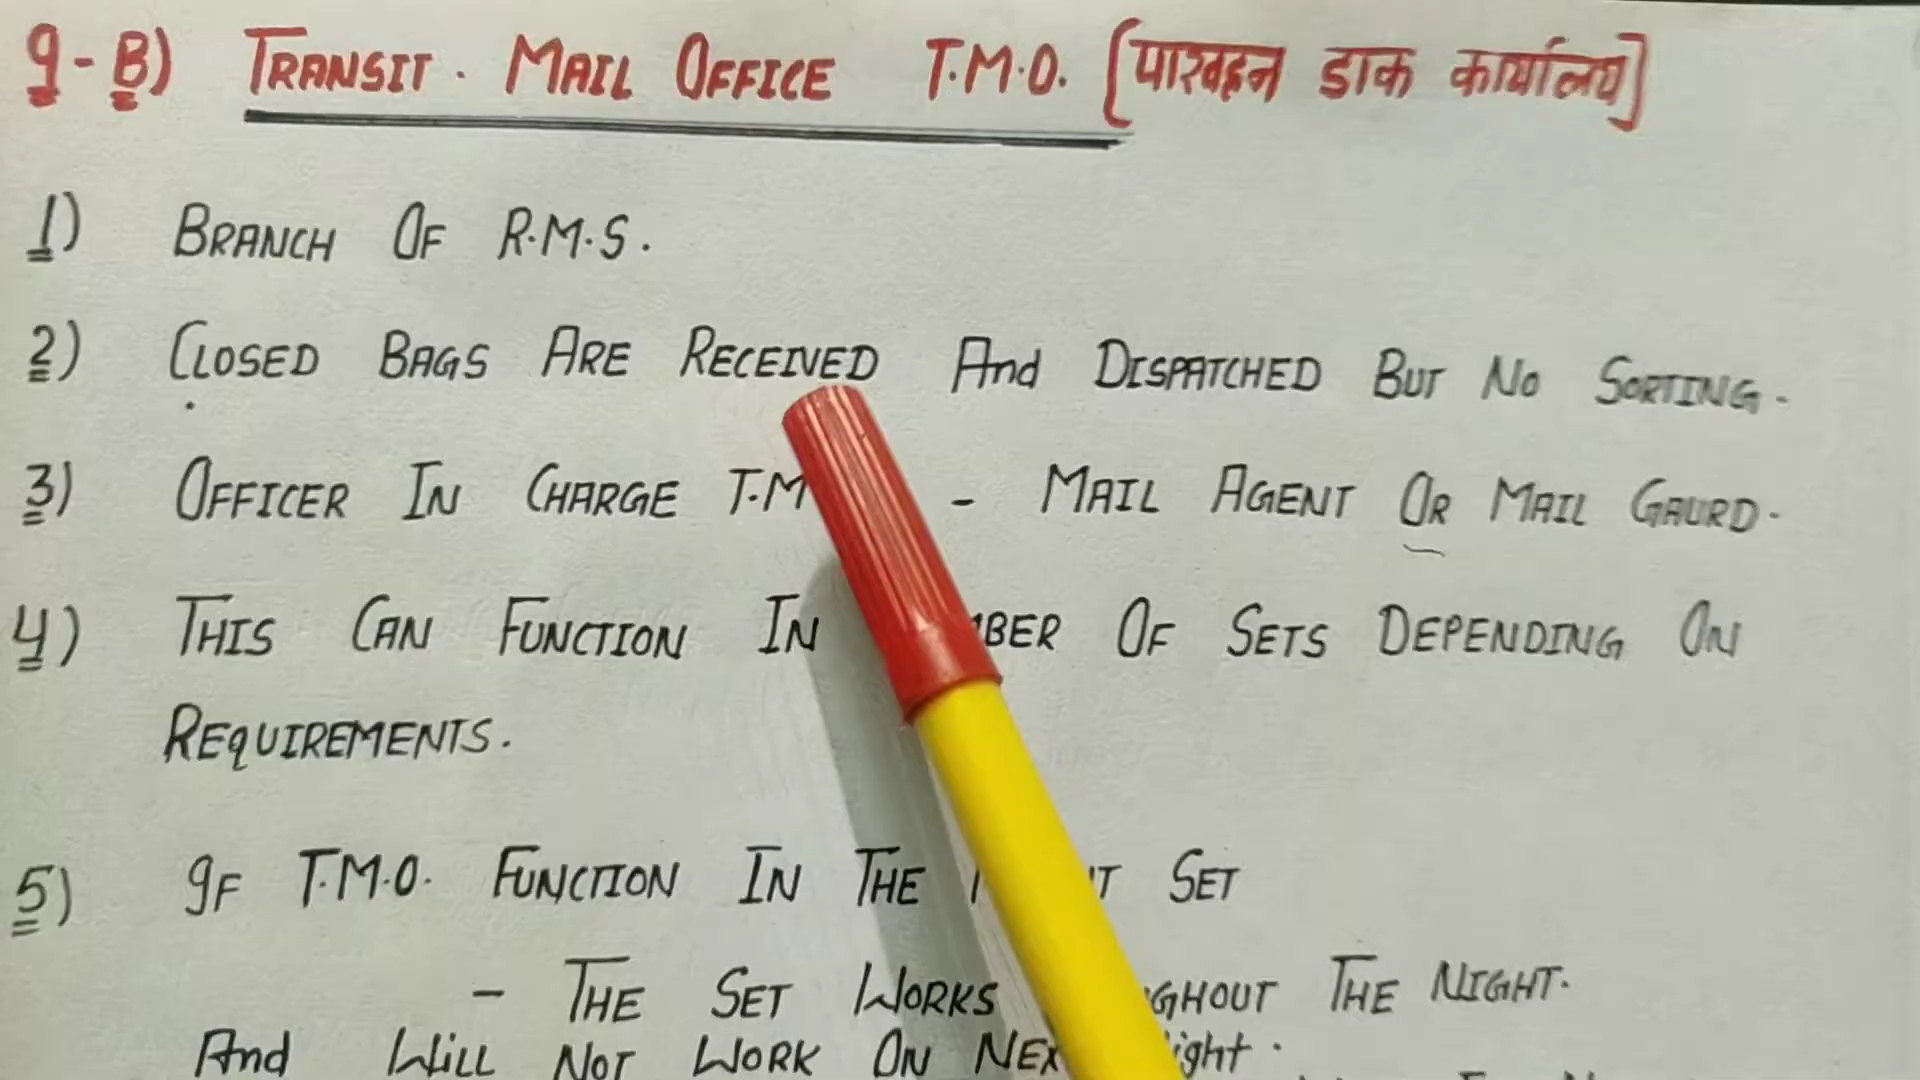 9-B) TRANSIT. MAIL OFFICE T.M.O. [पारवहन डाक कार्यालय]
1) BRANCH OF R.M.S.
2) CLOSED BAGS ARE RECEIVED And DISPATCHED BUT NO SORTING.
3) OFFICER IN CHARGE T.M - MAIL AGENT OR MAIL GAURD.
4) THIS CAN FUNCTION IN OF SETS DEPENDING ON
REQUIREMENTS.
5) IF T.M.O. FUNCTION IN THE SET
- THE SET WORKS THE NIGHT.
And WILL NOT WORK ON